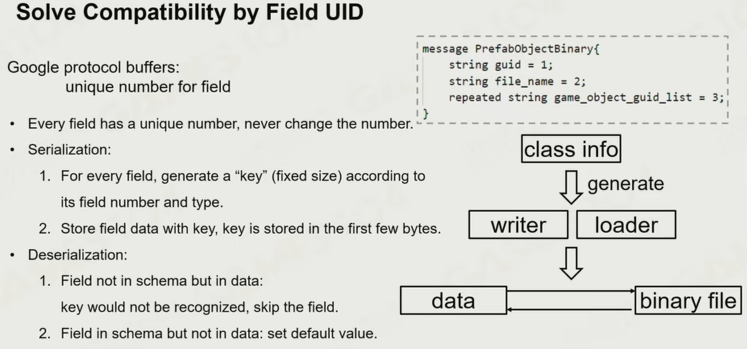 Solve Compatibility by Field UID
Google protocol buffers:
unique number for field
• Every field has a unique number, never change the number.
• Serialization:
1. For every field, generate a “key” (fixed size) according to
its field number and type.
2. Store field data with key, key is stored in the first few bytes.
• Deserialization:
1. Field not in schema but in data:
key would not be recognized, skip the field.
2. Field in schema but not in data: set default value.
message PrefabObjectBinary{
string guid = 1;
string file_name = 2;
repeated string game_object_guid_list = 3;
}
class info
generate
writer
loader
data
binary file